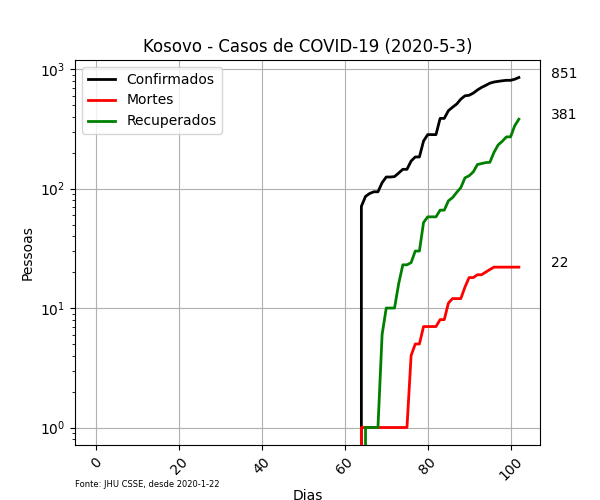 Kosovo - Casos de COVID-19 (2020-5-3)
Confirmados
Mortes
Recuperados
851
381
22
10³
10²
10¹
10⁰
Pessoas
0
20
40
60
80
100
Dias
Fonte: JHU CSSE, desde 2020-1-22